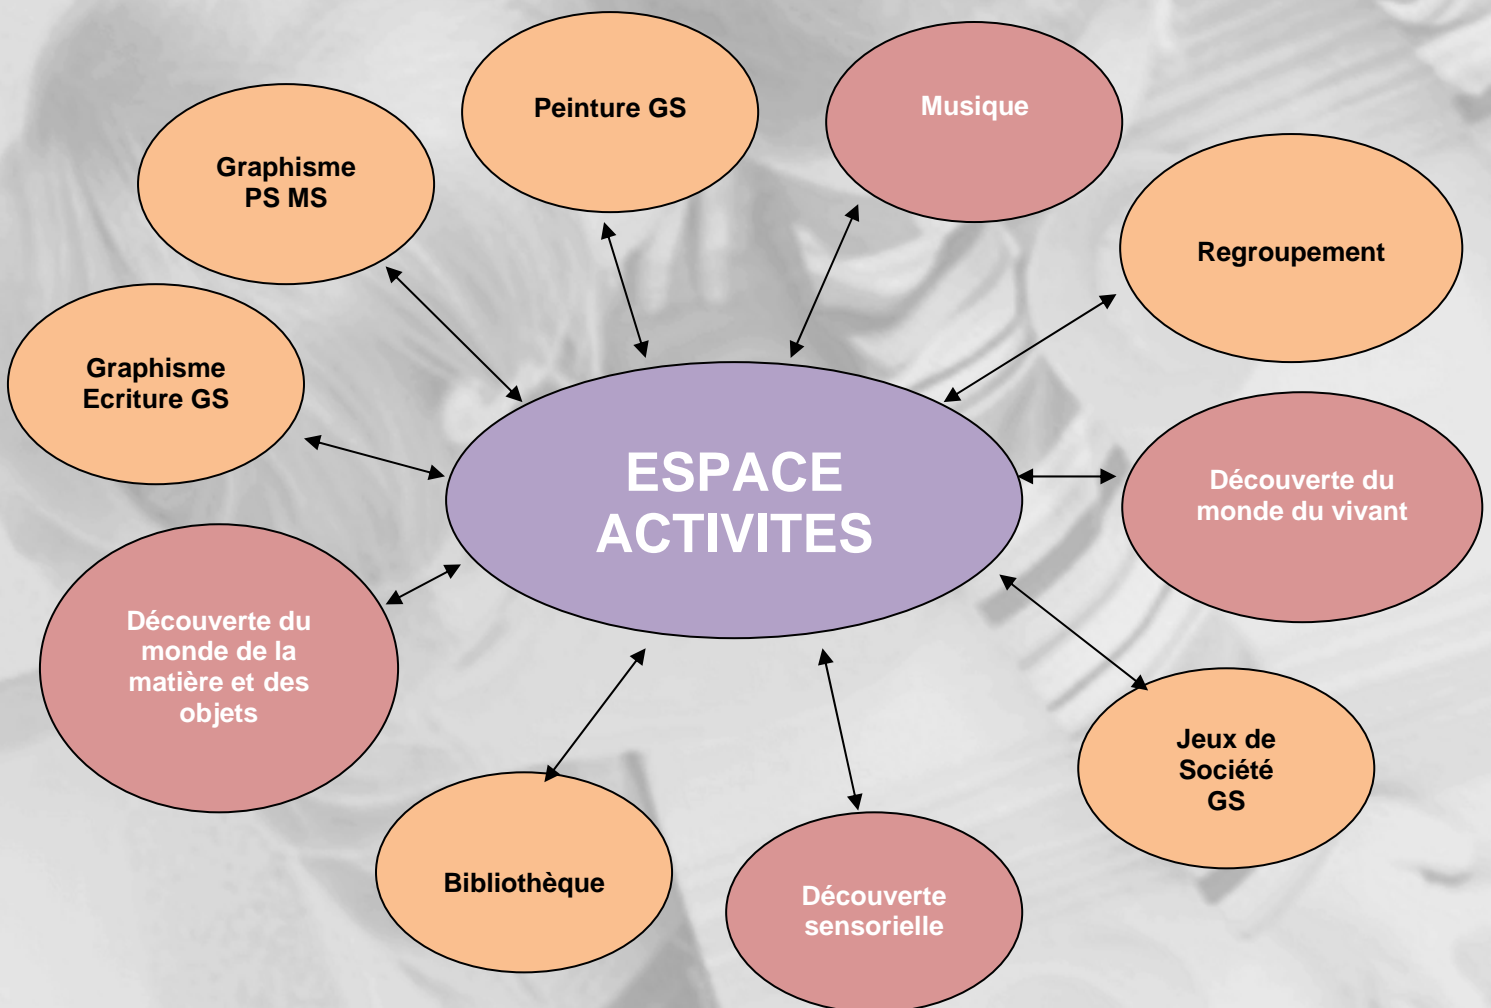 Peinture GS
Musique
Graphisme
PS MS
Regroupement
Graphisme
Ecriture GS
ESPACE
ACTIVITES
Découverte du
monde du vivant
Découverte du
monde de la
matière et des
objets
Jeux de
Société
GS
Bibliothèque
Découverte
sensorielle